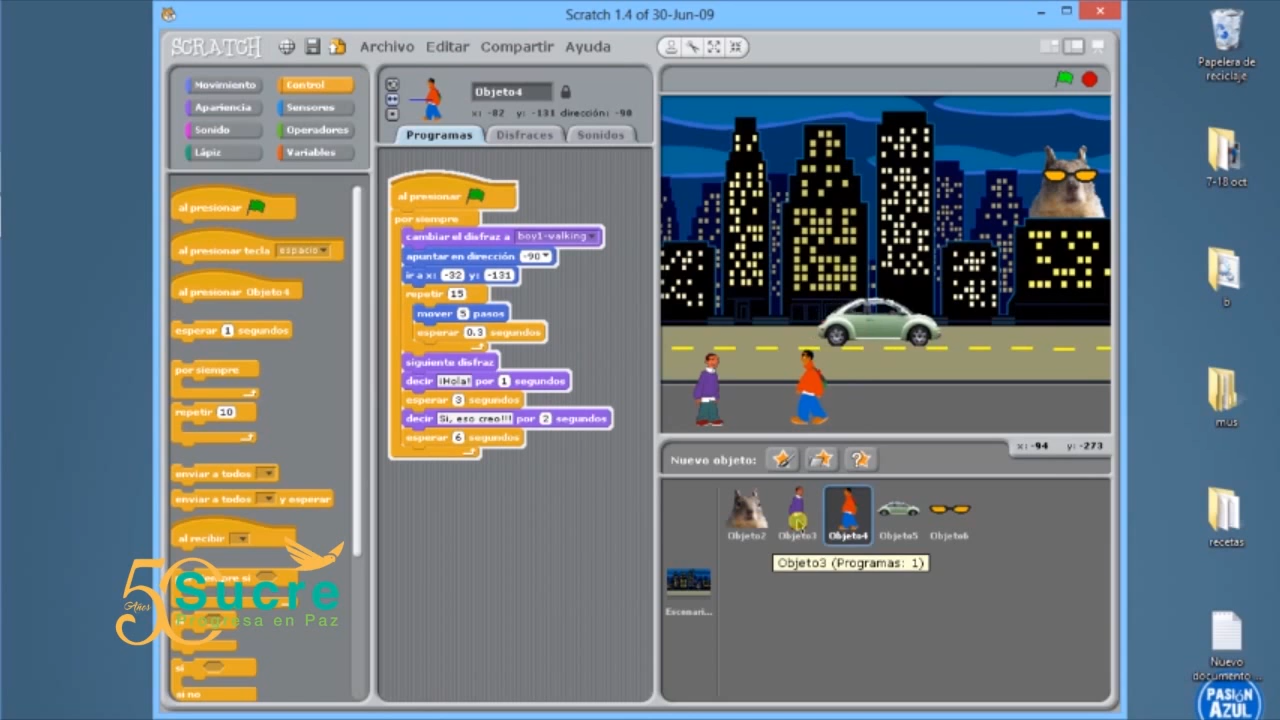 Scratch 1.4 of 30-Jun-09
SCRATCH
Archivo Editar Compartir Ayuda
Movimiento Control
Apariencia Sensores
Sonido Operadores
Lápiz Variables
Objeto4
x: -82 y: -131 dirección: -90
Programas Disfraces Sonidos
al presionar
al presionar tecla espacio
al presionar Objeto4
esperar 1 segundos
por siempre
repetir 10
enviar a todos
enviar a todos y esperar
al recibir
si
si no
al presionar
por siempre
cambiar el disfraz a boy1-walking
apuntar en dirección -90
ir a x: -32 y: -131
repetir 15
mover 5 pasos
esperar 0.3 segundos
siguiente disfraz
decir ¡Hola! por 1 segundos
esperar 3 segundos
decir Si, eso creo!!! por 2 segundos
esperar 6 segundos
x: -94 y: -273
Nuevo objeto:
Objeto2 Objeto3 Objeto4 Objeto5 Objeto6
Objeto3 (Programas: 1)
Escenari...
50 Años
Sucre
Progresa en Paz
Papelera de
reciclaje
7-18 oct
b
mus
recetas
Nuevo
documento ...
PASIÓN
AZUL